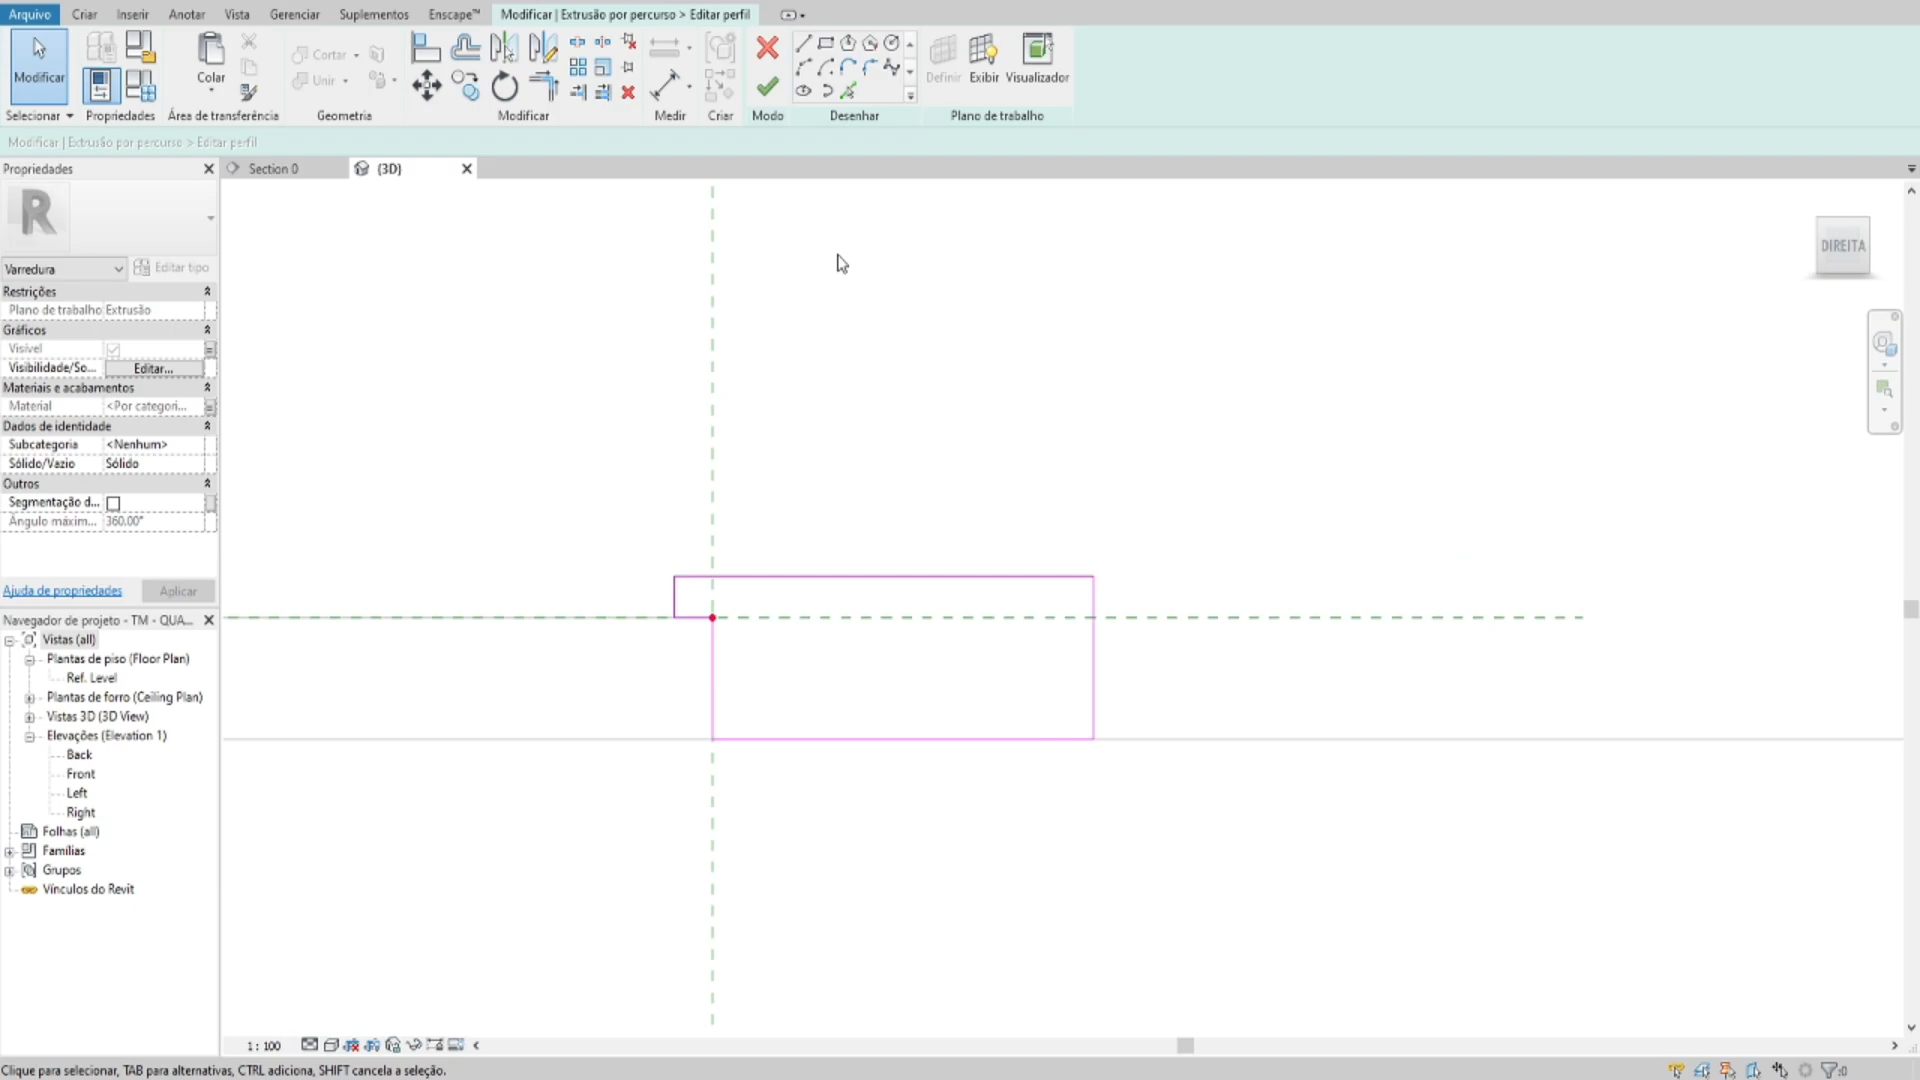 Arquivo Criar Inserir Anotar Vista Gerenciar Suplementos Enscape™ Modificar | Extrusão por percurso > Editar perfil
Modificar
Colar
Cortar
Unir
Definir Exibir Visualizador
Selecionar Propriedades Área de transferência Geometria Modificar Medir Criar Modo Desenhar Plano de trabalho
Modificar | Extrusão por percurso > Editar perfil
Propriedades
Section 0
{3D}
R
DIREITA
Varredura
Editar tipo
Restrições
Plano de trabalho Extrusão
Gráficos
Visível
Visibilidade/So... Editar...
Materiais e acabamentos
Material <Por categori...
Dados de identidade
Subcategoria <Nenhum>
Sólido/Vazio Sólido
Outros
Segmentação d...
Ângulo máxim... 360.00°
Ajuda de propriedades Aplicar
Navegador de projeto - TM - QUA...
Vistas (all)
Plantas de piso (Floor Plan)
Ref. Level
Plantas de forro (Ceiling Plan)
Vistas 3D (3D View)
Elevações (Elevation 1)
Back
Front
Left
Right
Folhas (all)
Famílias
Grupos
Vínculos do Revit
1 : 100
Clique para selecionar, TAB para alternativas, CTRL adiciona, SHIFT cancela a seleção.
:0